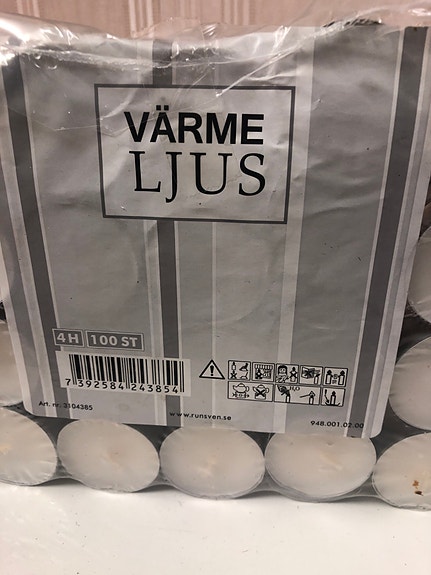 VÄRME
LJUS
4H 100 ST
7 392584 243854
Art. nr. 3104385
www.runsven.se
948.001.02.00